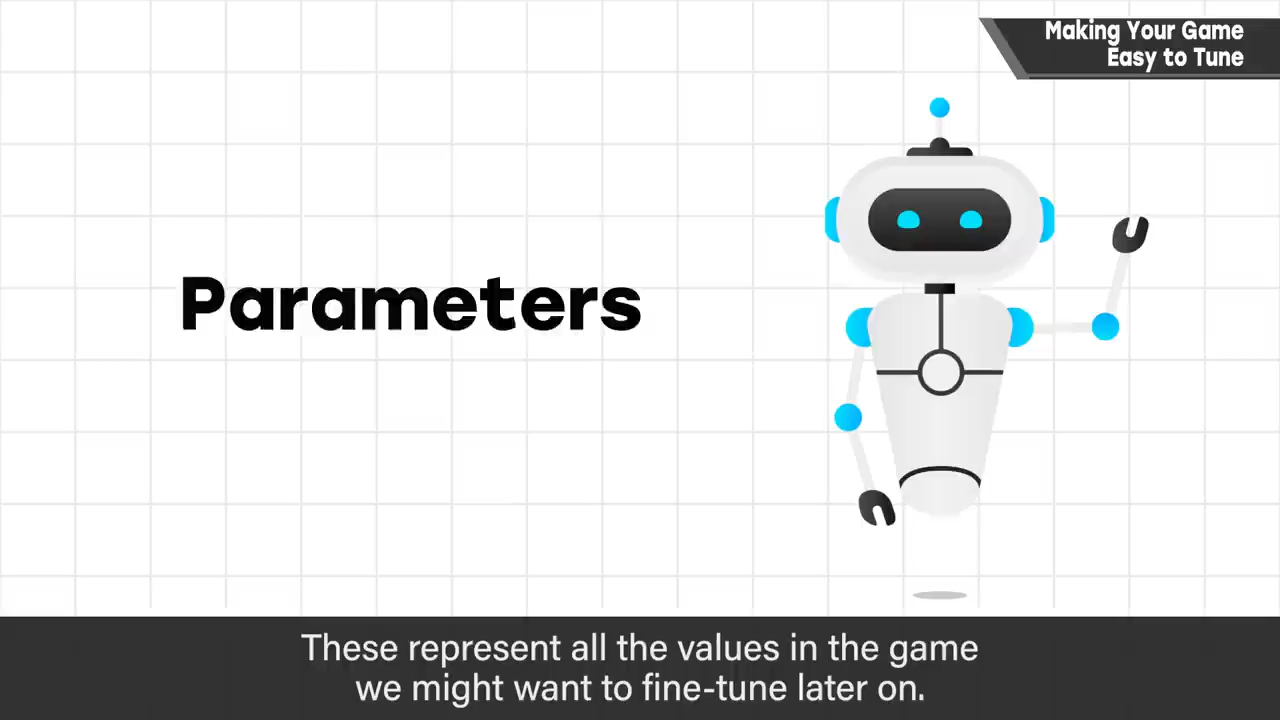 Making Your Game
Easy to Tune
Parameters
These represent all the values in the game
we might want to fine-tune later on.